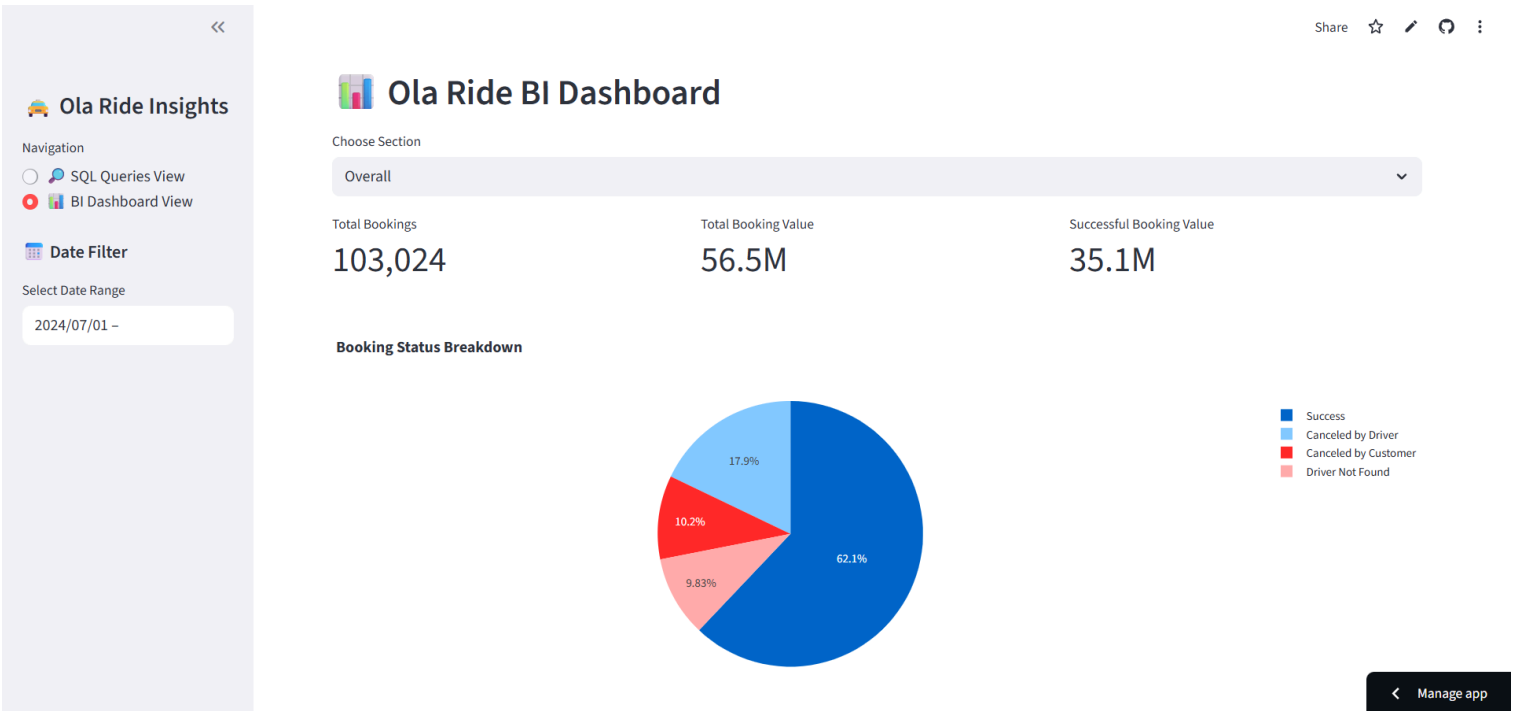 Share
Ola Ride Insights
Navigation
SQL Queries View
BI Dashboard View
Date Filter
Select Date Range
2024/07/01 –
Ola Ride BI Dashboard
Choose Section
Overall
Total Bookings
103,024
Total Booking Value
56.5M
Successful Booking Value
35.1M
Booking Status Breakdown
17.9%
10.2%
9.83%
62.1%
Success
Canceled by Driver
Canceled by Customer
Driver Not Found
Manage app